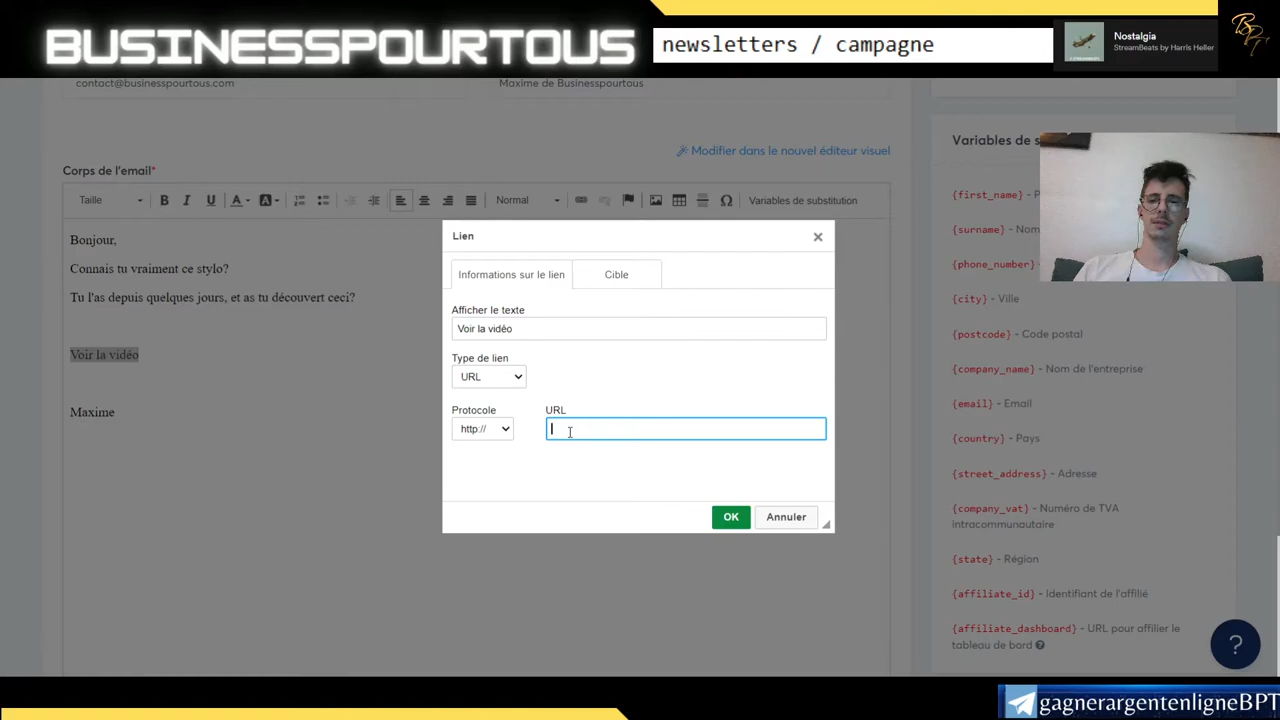 BUSINESSPOURTOUS
newsletters / campagne
Nostalgia
StreamBeats by Harris Heller
contact@businesspourtous.com
Maxime de Businesspourtous
Modifier dans le nouvel éditeur visuel
Corps de l'email*
Taille
B I U A A
Normal
Variables de substitution
Bonjour,
Connais tu vraiment ce stylo?
Tu l'as depuis quelques jours, et as tu découvert ceci?
Voir la vidéo
Maxime
Lien
Informations sur le lien
Cible
Afficher le texte
Voir la vidéo
Type de lien
URL
Protocole
URL
http://
OK
Annuler
Variables de s
{first_name} - P
{surname} - Nom
{phone_number} -
{city} - Ville
{postcode} - Code postal
{company_name} - Nom de l'entreprise
{email} - Email
{country} - Pays
{street_address} - Adresse
{company_vat} - Numéro de TVA
intracommunautaire
{state} - Région
{affiliate_id} - Identifiant de l'affilié
{affiliate_dashboard} - URL pour affilier le
tableau de bord ?
?
gagnerargentenligneBPT